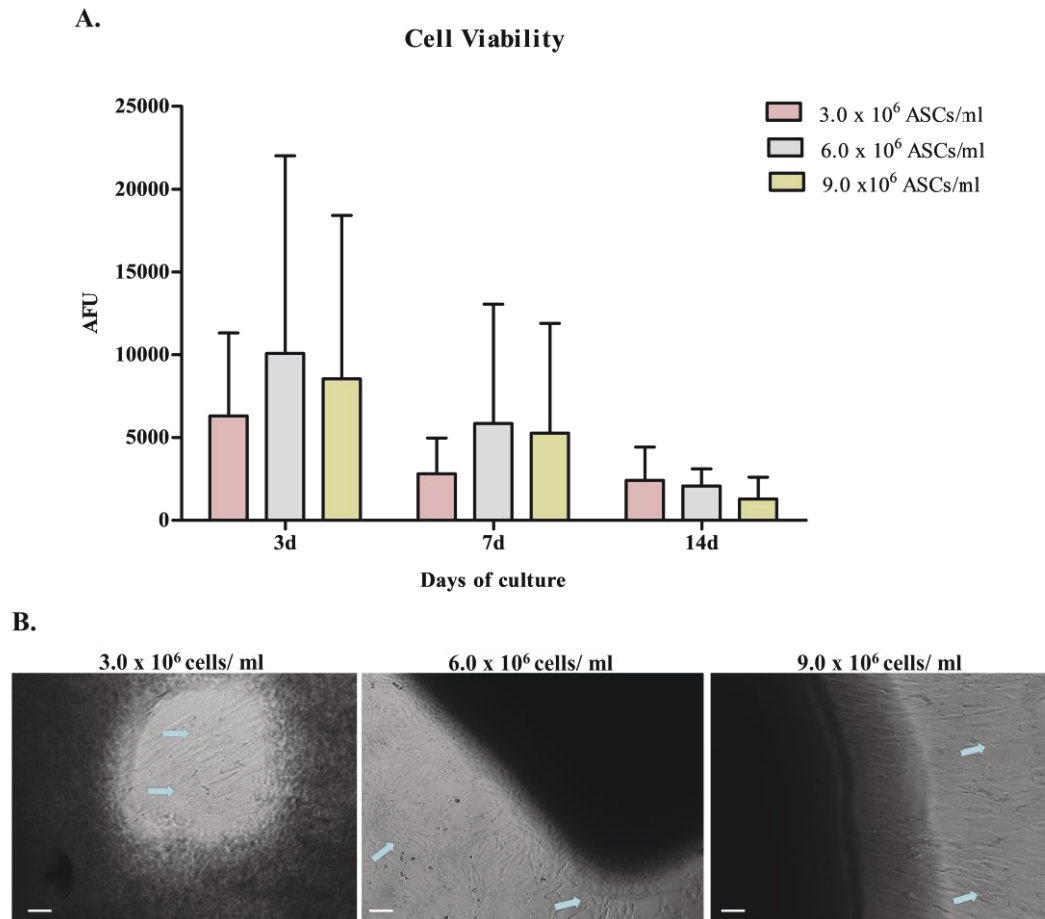 A.
Cell Viability
25000
20000
15000
10000
5000
0
AFU
3d 7d 14d
Days of culture
3.0 x 10⁶ ASCs/ml
6.0 x 10⁶ ASCs/ml
9.0 x10⁶ ASCs/ml
B.
3.0 x 10⁶ cells/ ml
6.0 x 10⁶ cells/ ml
9.0 x 10⁶ cells/ ml